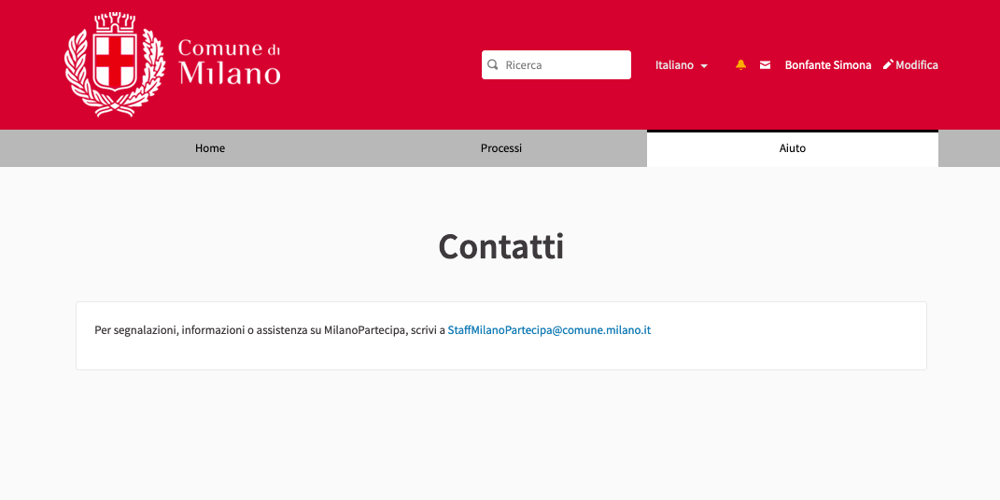 Comune di
Milano
Ricerca
Italiano
Bonfante Simona
Modifica
Home
Processi
Aiuto
Contatti
Per segnalazioni, informazioni o assistenza su MilanoPartecipa, scrivi a StaffMilanoPartecipa@comune.milano.it